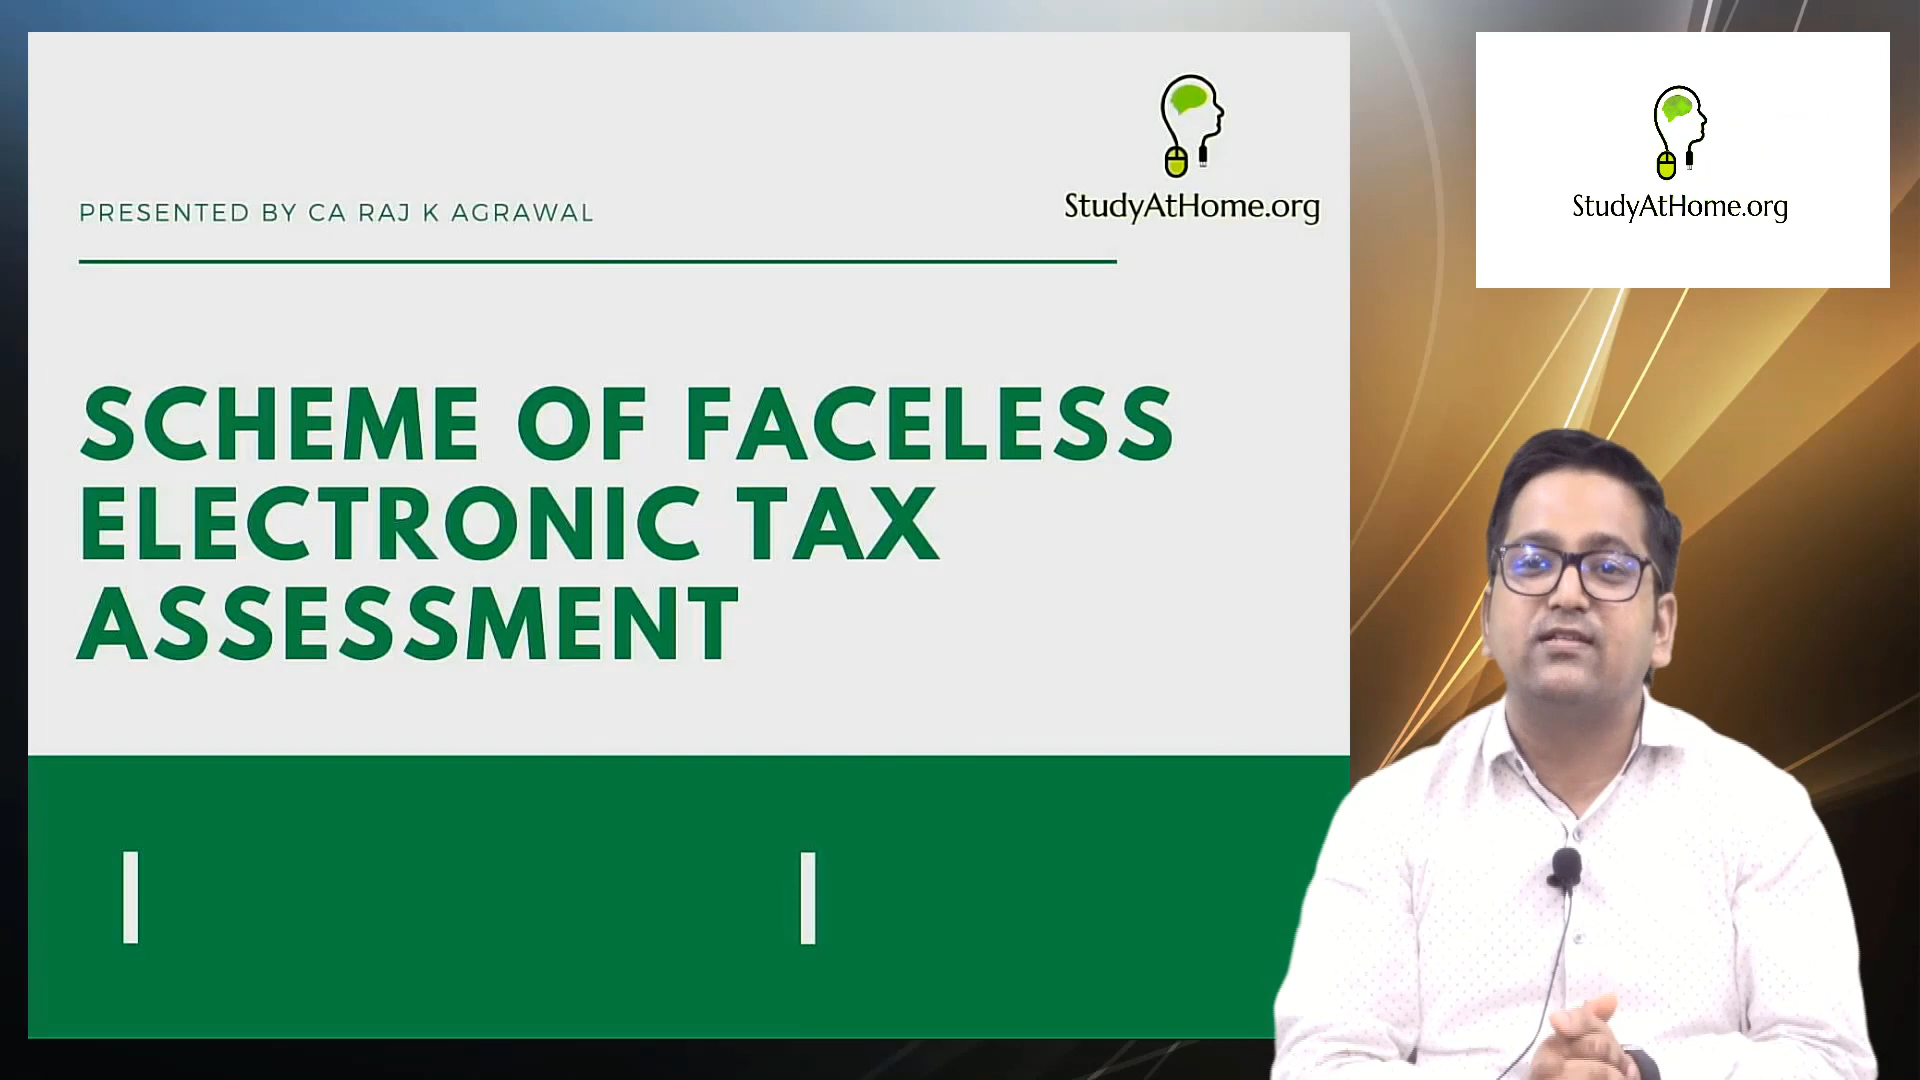 PRESENTED BY CA RAJ K AGRAWAL
StudyAtHome.org
SCHEME OF FACELESS
ELECTRONIC TAX
ASSESSMENT
StudyAtHome.org